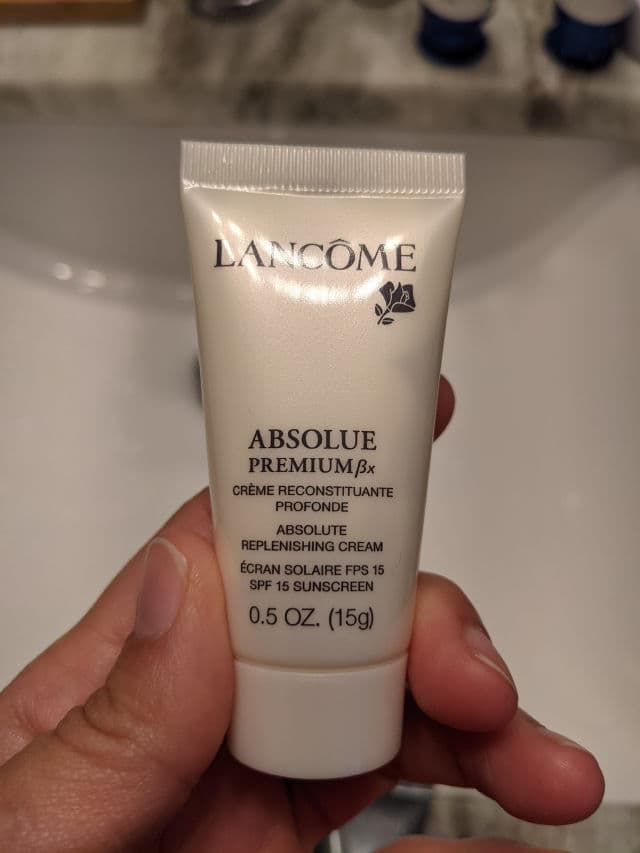 LANCÔME
ABSOLUE
PREMIUM βx
CRÈME RECONSTITUANTE
PROFONDE
ABSOLUTE
REPLENISHING CREAM
ÉCRAN SOLAIRE FPS 15
SPF 15 SUNSCREEN
0.5 OZ. (15g)